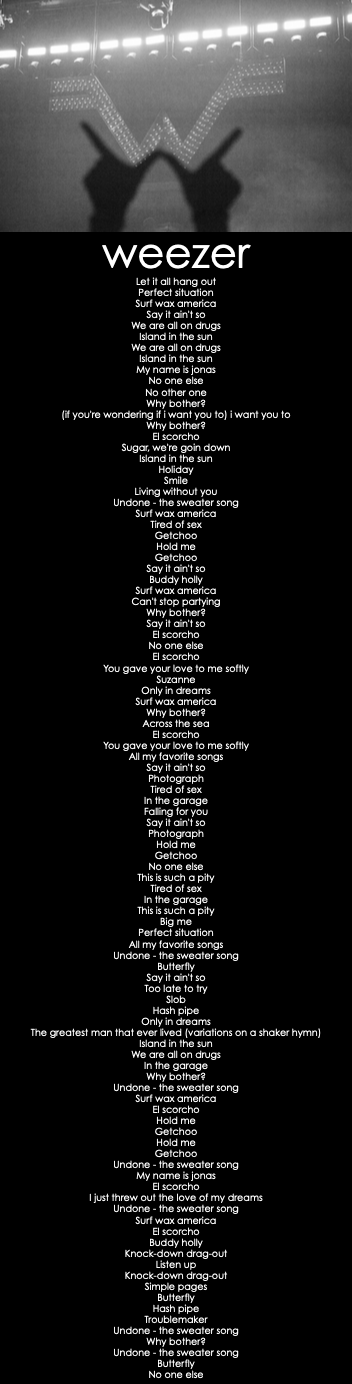 weezer
Let it all hang out
Perfect situation
Surf wax america
Say it ain't so
We are all on drugs
Island in the sun
We are all on drugs
Island in the sun
My name is jonas
No one else
No other one
Why bother?
(if you're wondering if i want you to) i want you to
Why bother?
El scorcho
Sugar, we're goin down
Island in the sun
Holiday
Smile
Living without you
Undone - the sweater song
Surf wax america
Tired of sex
Getchoo
Hold me
Getchoo
Say it ain't so
Buddy holly
Surf wax america
Can't stop partying
Why bother?
Say it ain't so
El scorcho
No one else
El scorcho
You gave your love to me softly
Suzanne
Only in dreams
Surf wax america
Why bother?
Across the sea
El scorcho
You gave your love to me softly
All my favorite songs
Say it ain't so
Photograph
Tired of sex
In the garage
Falling for you
Say it ain't so
Photograph
Hold me
Getchoo
No one else
This is such a pity
Tired of sex
In the garage
This is such a pity
Big me
Perfect situation
All my favorite songs
Undone - the sweater song
Butterfly
Say it ain't so
Too late to try
Slob
Hash pipe
Only in dreams
The greatest man that ever lived (variations on a shaker hymn)
Island in the sun
We are all on drugs
In the garage
Why bother?
Undone - the sweater song
Surf wax america
El scorcho
Hold me
Getchoo
Hold me
Getchoo
Undone - the sweater song
My name is jonas
El scorcho
I just threw out the love of my dreams
Undone - the sweater song
Surf wax america
El scorcho
Buddy holly
Knock-down drag-out
Listen up
Knock-down drag-out
Simple pages
Butterfly
Hash pipe
Troublemaker
Undone - the sweater song
Why bother?
Undone - the sweater song
Butterfly
No one else